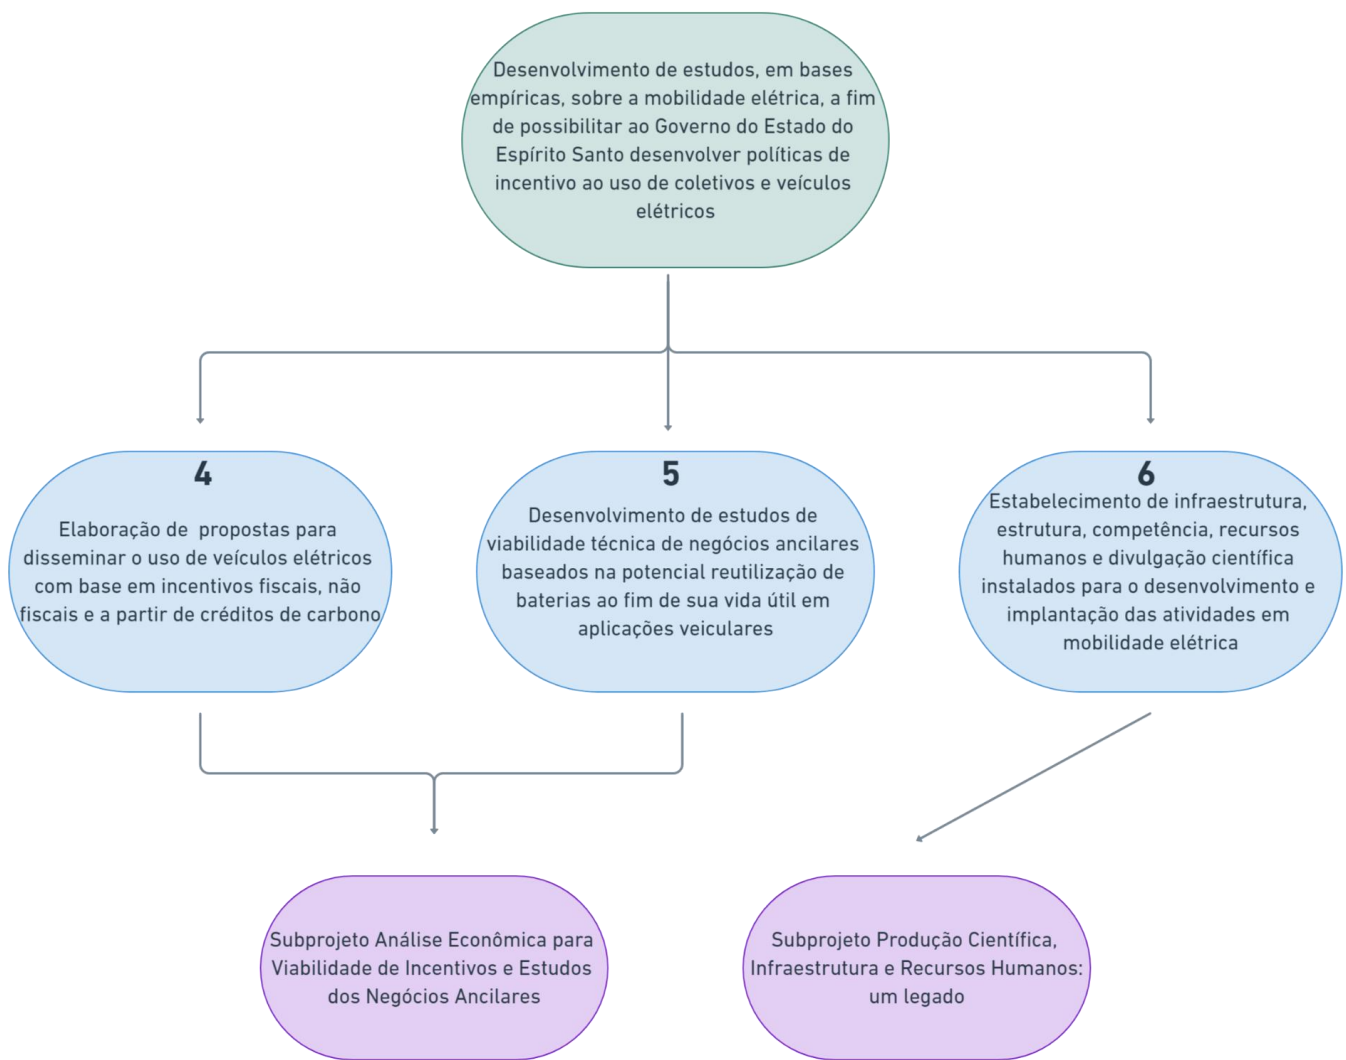 Desenvolvimento de estudos, em bases
empíricas, sobre a mobilidade elétrica, a fim
de possibilitar ao Governo do Estado do
Espírito Santo desenvolver políticas de
incentivo ao uso de coletivos e veículos
elétricos
4
Elaboração de propostas para
disseminar o uso de veículos elétricos
com base em incentivos fiscais, não
fiscais e a partir de créditos de carbono
5
Desenvolvimento de estudos de
viabilidade técnica de negócios ancilares
baseados na potencial reutilização de
baterias ao fim de sua vida útil em
aplicações veiculares
6
Estabelecimento de infraestrutura,
estrutura, competência, recursos
humanos e divulgação científica
instalados para o desenvolvimento e
implantação das atividades em
mobilidade elétrica
Subprojeto Análise Econômica para
Viabilidade de Incentivos e Estudos
dos Negócios Ancilares
Subprojeto Produção Científica,
Infraestrutura e Recursos Humanos:
um legado